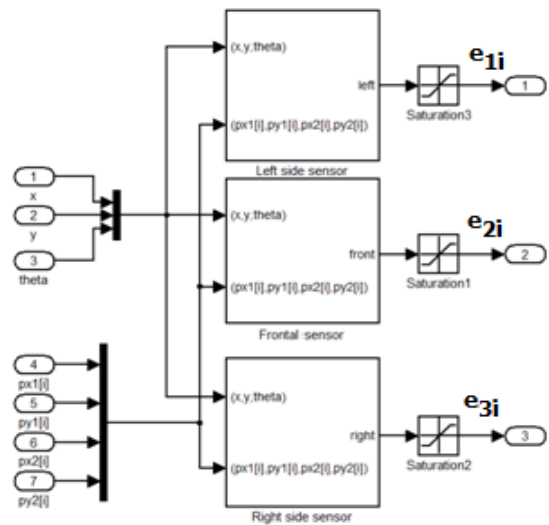 (x,y,theta)
left
(px1[i],py1[i],px2[i],py2[i])
Left side sensor
e1i
1
Saturation3
1
x
2
y
3
theta
(x,y,theta)
front
(px1[i],py1[i],px2[i],py2[i])
Frontal sensor
e2i
2
Saturation1
4
px1[i]
5
py1[i]
6
px2[i]
7
py2[i]
(x,y,theta)
right
(px1[i],py1[i],px2[i],py2[i])
Right side sensor
e3i
3
Saturation2